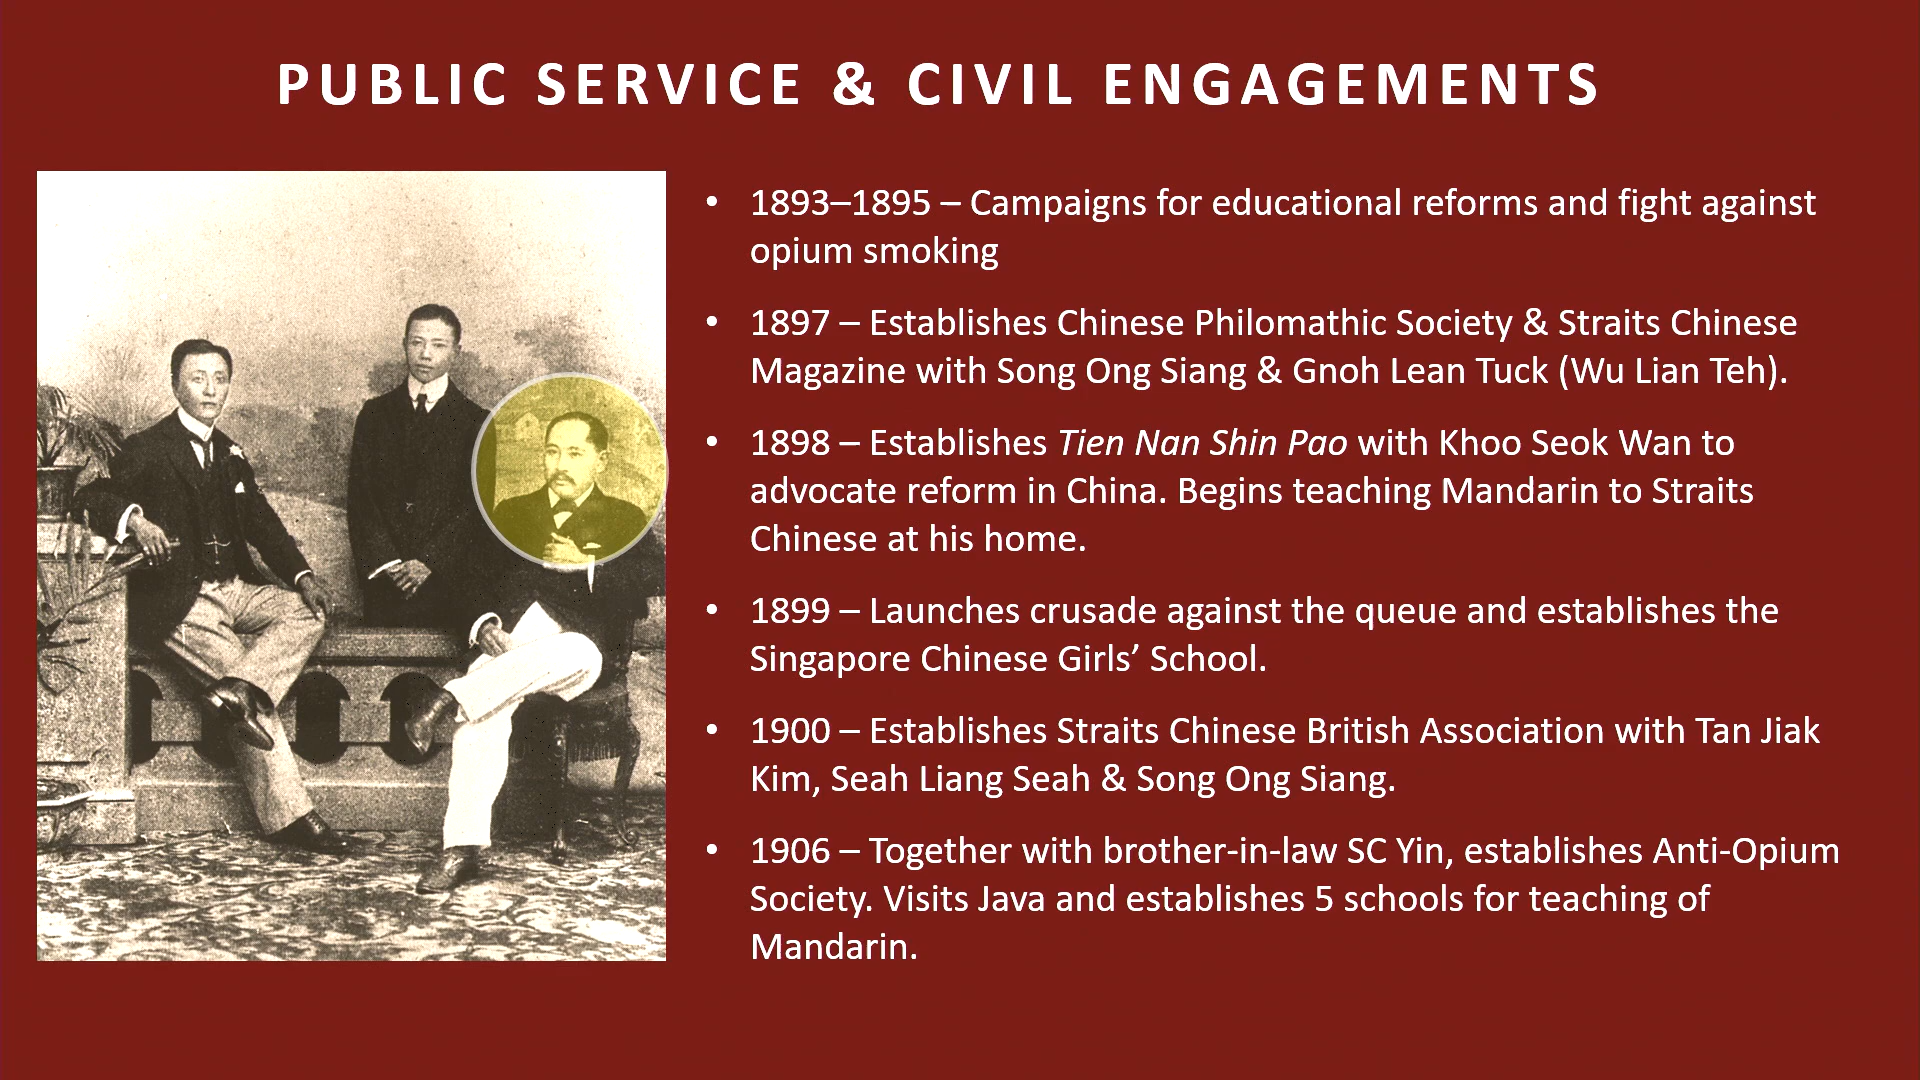 PUBLIC SERVICE & CIVIL ENGAGEMENTS
• 1893–1895 – Campaigns for educational reforms and fight against
opium smoking
• 1897 – Establishes Chinese Philomathic Society & Straits Chinese
Magazine with Song Ong Siang & Gnoh Lean Tuck (Wu Lian Teh).
• 1898 – Establishes Tien Nan Shin Pao with Khoo Seok Wan to
advocate reform in China. Begins teaching Mandarin to Straits
Chinese at his home.
• 1899 – Launches crusade against the queue and establishes the
Singapore Chinese Girls’ School.
• 1900 – Establishes Straits Chinese British Association with Tan Jiak
Kim, Seah Liang Seah & Song Ong Siang.
• 1906 – Together with brother-in-law SC Yin, establishes Anti-Opium
Society. Visits Java and establishes 5 schools for teaching of
Mandarin.